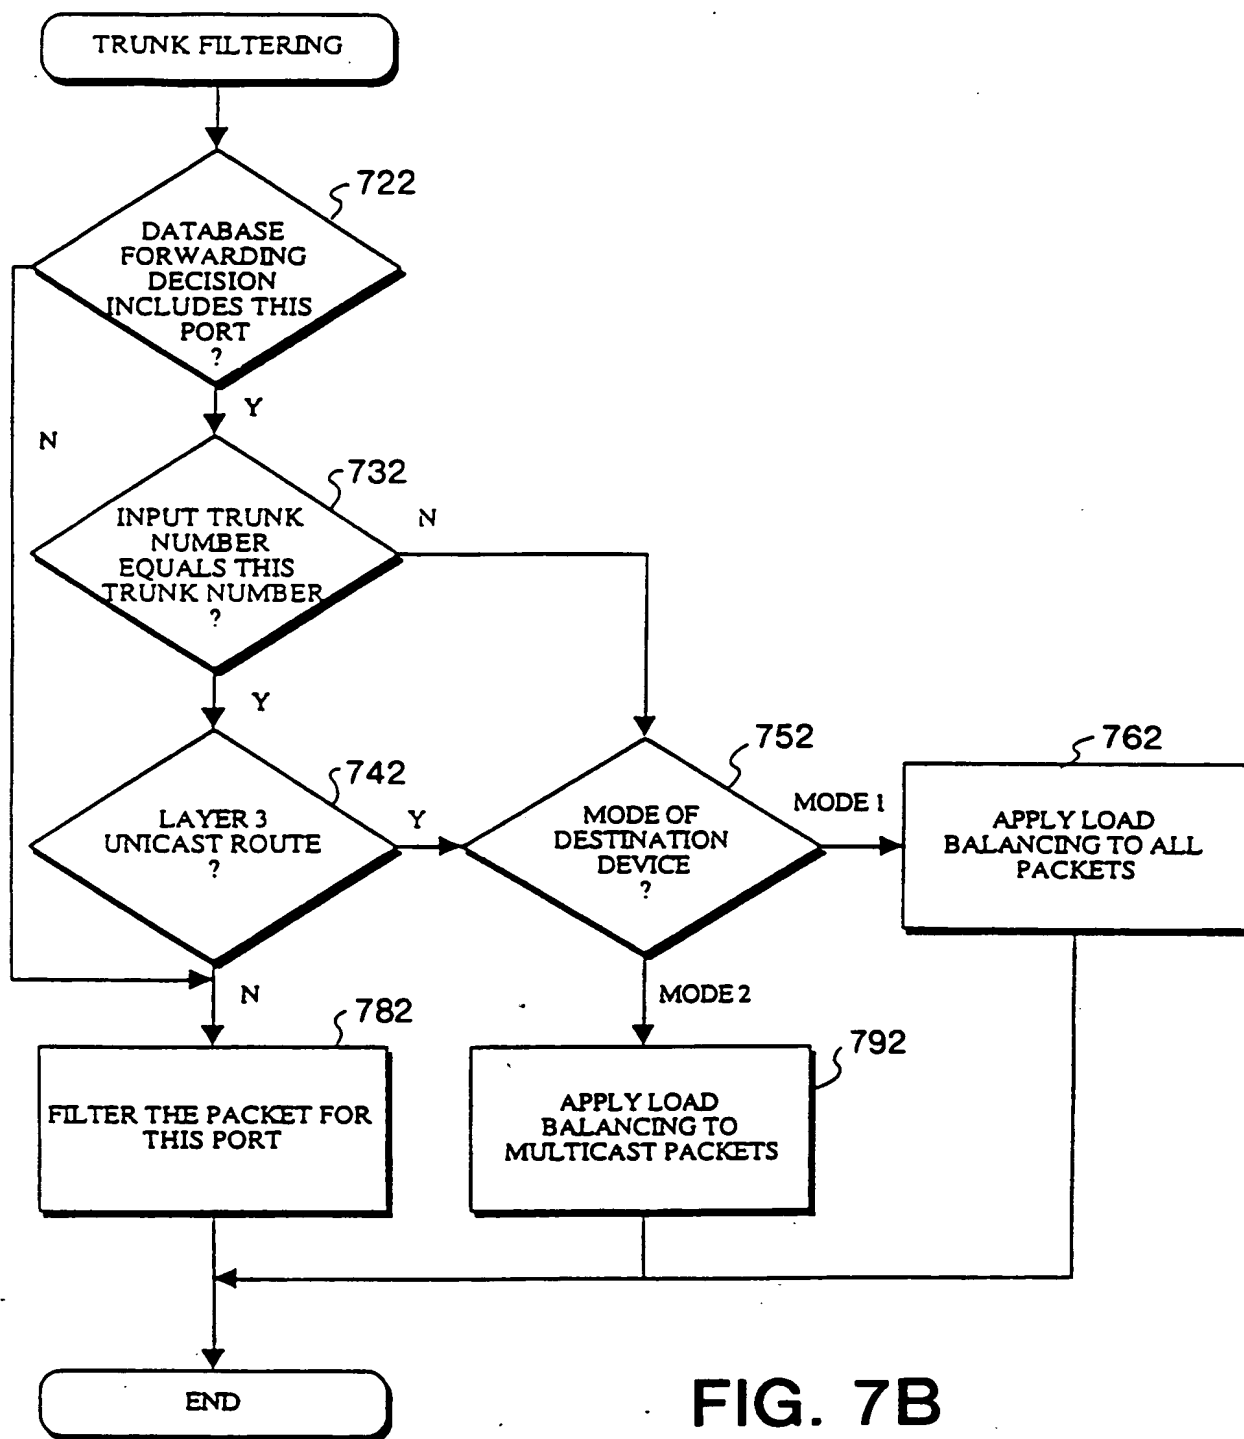 TRUNK FILTERING
722
DATABASE
FORWARDING
DECISION
INCLUDES THIS
PORT
?
Y
N
732
INPUT TRUNK
NUMBER
EQUALS THIS
TRUNK NUMBER
?
N
Y
742
LAYER 3
UNICAST ROUTE
?
Y
N
752
MODE OF
DESTINATION
DEVICE
?
MODE 1
MODE 2
762
APPLY LOAD
BALANCING TO ALL
PACKETS
782
FILTER THE PACKET FOR
THIS PORT
792
APPLY LOAD
BALANCING TO
MULTICAST PACKETS
END
FIG. 7B